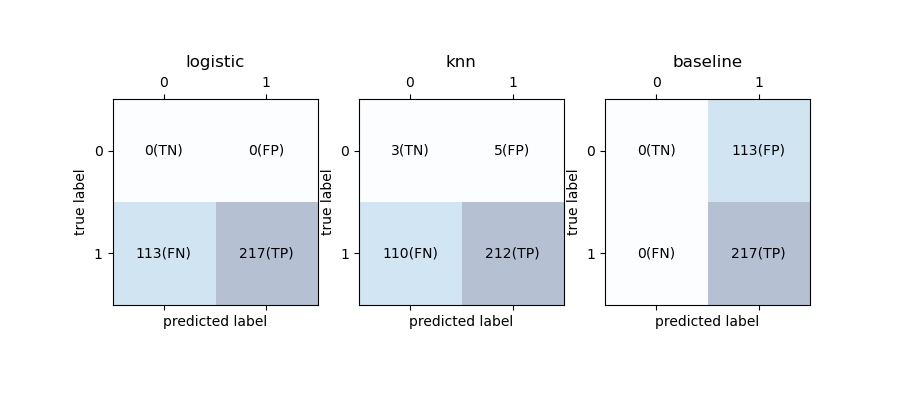 logistic
0 1
0 0(TN) 0(FP)
1 113(FN) 217(TP)
true label
predicted label
knn
0 1
0 3(TN) 5(FP)
1 110(FN) 212(TP)
true label
predicted label
baseline
0 1
0 0(TN) 113(FP)
1 0(FN) 217(TP)
true label
predicted label